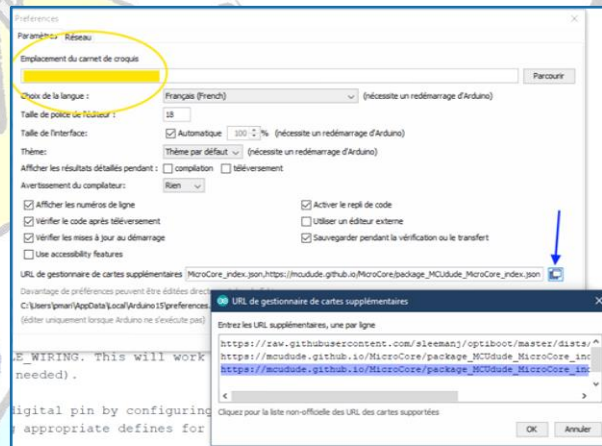 Préférences
Paramètres Réseau
Emplacement du carnet de croquis
Parcourir
Choix de la langue : Français (French) (nécessite un redémarrage d'Arduino)
Taille de police de l'éditeur : 18
Taille de l'interface: Automatique 100 % (nécessite un redémarrage d'Arduino)
Thème: Thème par défaut (nécessite un redémarrage d'Arduino)
Afficher les résultats détaillés pendant : compilation téléversement
Avertissement du compilateur: Rien
Afficher les numéros de ligne Activer le repli de code
Vérifier le code après téléversement Utiliser un éditeur externe
Vérifier les mises à jour au démarrage Sauvegarder pendant la vérification ou le transfert
Use accessibility features
URL de gestionnaire de cartes supplémentaires MicroCore_index.json,https://mcudude.github.io/MicroCore/package_MCUdude_MicroCore_index.json
Davantage de préférences peuvent être éditées
C:\Users\pmari\AppData\Local\Arduino15\preferences.
(éditer uniquement lorsque Arduino ne s'exécute pas)
URL de gestionnaire de cartes supplémentaires
Entrez les URL supplémentaires, une par ligne
https://raw.githubusercontent.com/sleemanj/optiboot/master/dists/
https://mcudude.github.io/MicroCore/package_MCUdude_MicroCore_inc
https://mcudude.github.io/MicroCore/package_MCUdude_MicroCore_inc
Cliquez pour la liste non-officielle des URL des cartes supportées
OK Annuler
E_WIRING. This will work
needed).
digital pin by configuring
appropriate defines for